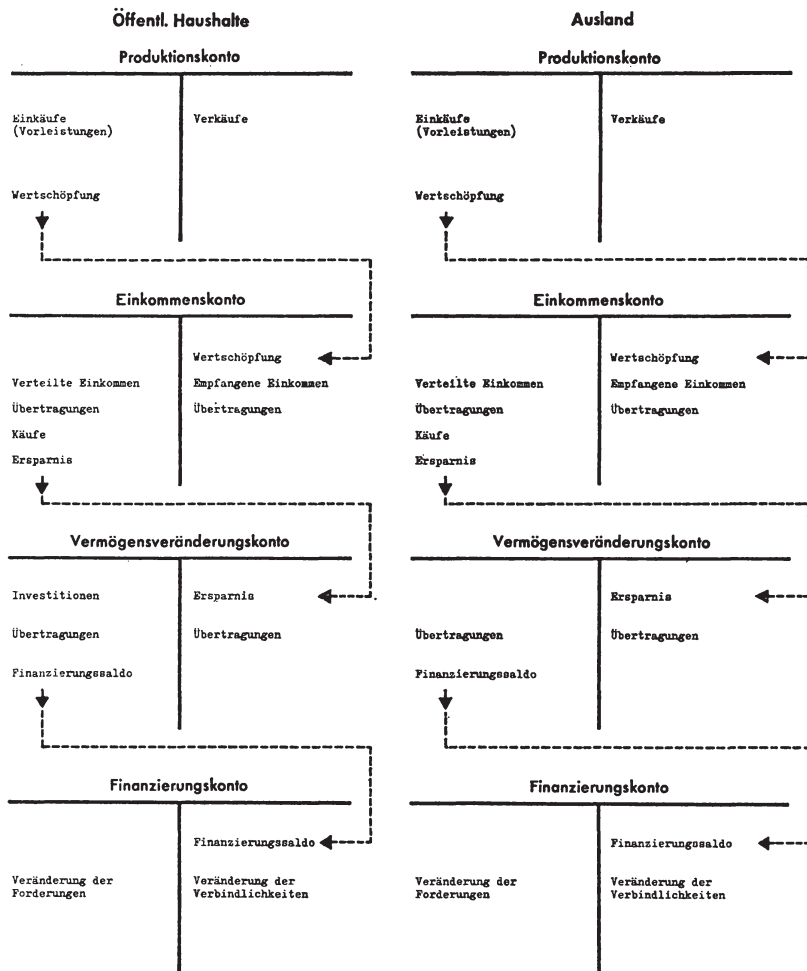 Öffentl. Haushalte
Produktionskonto
Einkäufe
(Vorleistungen)
Verkäufe
Wertschöpfung
Einkommenskonto
Wertschöpfung
Verteilte Einkommen
Empfangene Einkommen
Übertragungen
Übertragungen
Käufe
Ersparnis
Vermögensveränderungskonto
Investitionen
Ersparnis
Übertragungen
Übertragungen
Finanzierungssaldo
Finanzierungskonto
Finanzierungssaldo
Veränderung der
Forderungen
Veränderung der
Verbindlichkeiten
Ausland
Produktionskonto
Einkäufe
(Vorleistungen)
Verkäufe
Wertschöpfung
Einkommenskonto
Wertschöpfung
Verteilte Einkommen
Empfangene Einkommen
Übertragungen
Übertragungen
Käufe
Ersparnis
Vermögensveränderungskonto
Ersparnis
Übertragungen
Übertragungen
Finanzierungssaldo
Finanzierungskonto
Finanzierungssaldo
Veränderung der
Forderungen
Veränderung der
Verbindlichkeiten